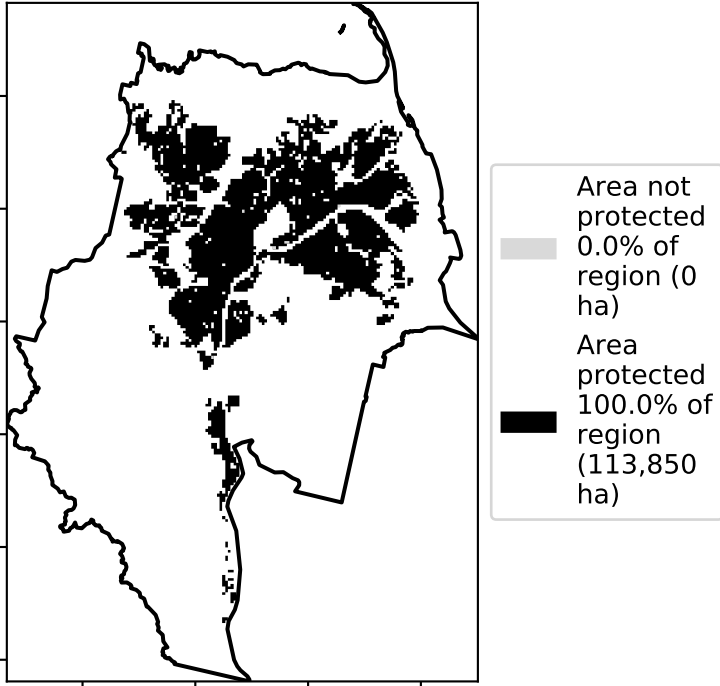 Area not
protected
0.0% of
region (0
ha)
Area
protected
100.0% of
region
(113,850
ha)